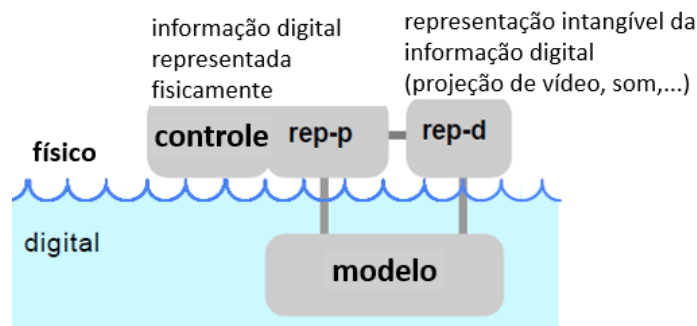 informação digital
representada
fisicamente
representação intangível da
informação digital
(projeção de vídeo, som,...)
controle
rep-p
rep-d
físico
digital
modelo